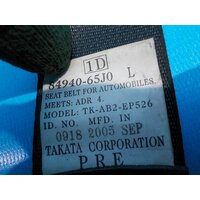 1D
84940-65J0 L
SEAT BELT FOR AUTOMOBILES.
MEETS: ADR 4.
MODEL: TK-AB2-EP526
ID. NO. MFD. IN
0918 2005 SEP
TAKATA CORPORATION
P R E